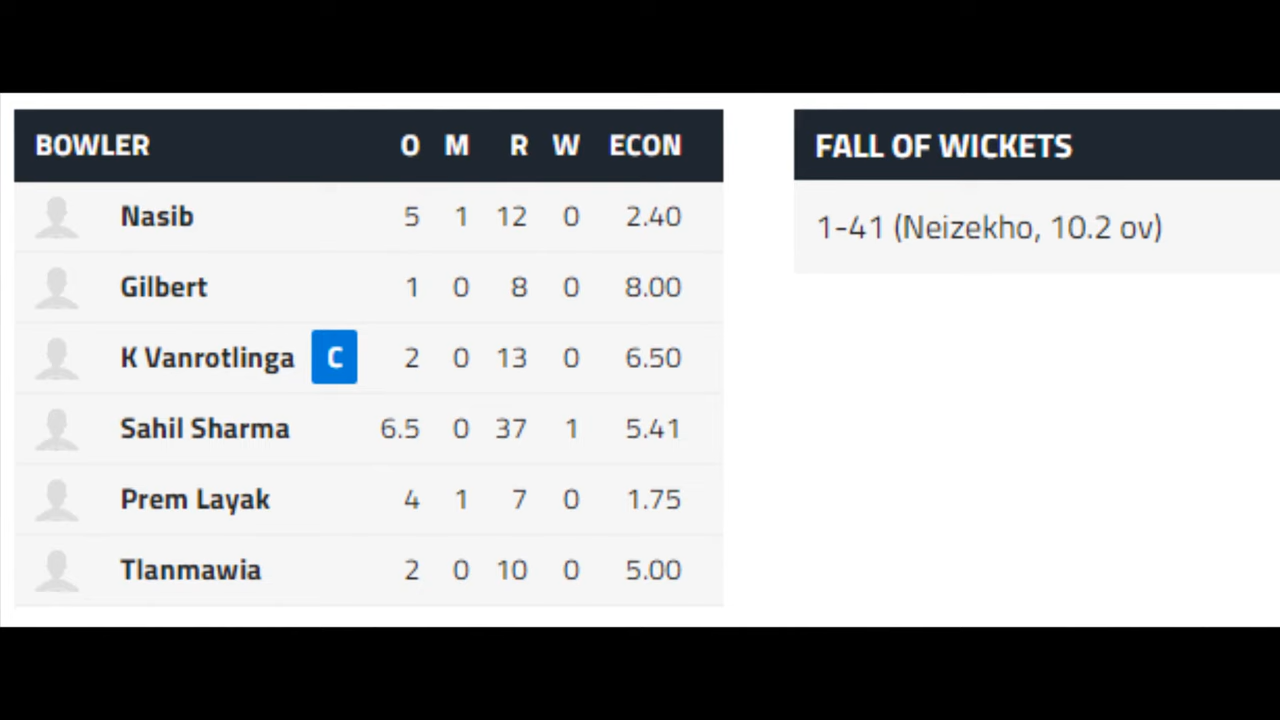 BOWLER O M R W ECON
Nasib 5 1 12 0 2.40
Gilbert 1 0 8 0 8.00
K Vanrotlinga C 2 0 13 0 6.50
Sahil Sharma 6.5 0 37 1 5.41
Prem Layak 4 1 7 0 1.75
Tlanmawia 2 0 10 0 5.00
FALL OF WICKETS
1-41 (Neizekho, 10.2 ov)